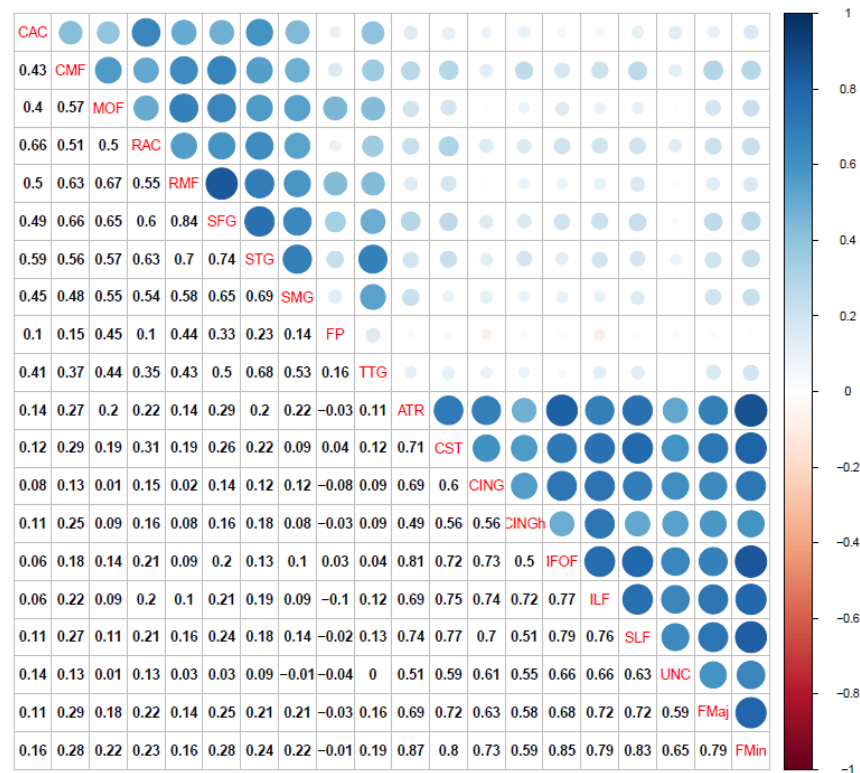 CAC
0.43 CMF
0.4 0.57 MOF
0.66 0.51 0.5 RAC
0.5 0.63 0.67 0.55 RMF
0.49 0.66 0.65 0.6 0.84 SFG
0.59 0.56 0.57 0.63 0.7 0.74 STG
0.45 0.48 0.55 0.54 0.58 0.65 0.69 SMG
0.1 0.15 0.45 0.1 0.44 0.33 0.23 0.14 FP
0.41 0.37 0.44 0.35 0.43 0.5 0.68 0.53 0.16 TTG
0.14 0.27 0.2 0.22 0.14 0.29 0.2 0.22 −0.03 0.11 ATR
0.12 0.29 0.19 0.31 0.19 0.26 0.22 0.09 0.04 0.12 0.71 CST
0.08 0.13 0.01 0.15 0.02 0.14 0.12 0.12 −0.08 0.09 0.69 0.6 CING
0.11 0.25 0.09 0.16 0.08 0.16 0.18 0.08 −0.03 0.09 0.49 0.56 0.56 CINGh
0.06 0.18 0.14 0.21 0.09 0.2 0.13 0.1 0.03 0.04 0.81 0.72 0.73 0.5 IFOF
0.06 0.22 0.09 0.2 0.1 0.21 0.19 0.09 −0.1 0.12 0.69 0.75 0.74 0.72 0.77 ILF
0.11 0.27 0.11 0.21 0.16 0.24 0.18 0.14 −0.02 0.13 0.74 0.77 0.7 0.51 0.79 0.76 SLF
0.14 0.13 0.01 0.13 0.03 0.03 0.09 −0.01 −0.04 0 0.51 0.59 0.61 0.55 0.66 0.66 0.63 UNC
0.11 0.29 0.18 0.22 0.14 0.25 0.21 0.21 −0.03 0.16 0.69 0.72 0.63 0.58 0.68 0.72 0.72 0.59 FMaj
0.16 0.28 0.22 0.23 0.16 0.28 0.24 0.22 −0.01 0.19 0.87 0.8 0.73 0.59 0.85 0.79 0.83 0.65 0.79 FMin
1
0.8
0.6
0.4
0.2
0
−0.2
−0.4
−0.6
−0.8
−1